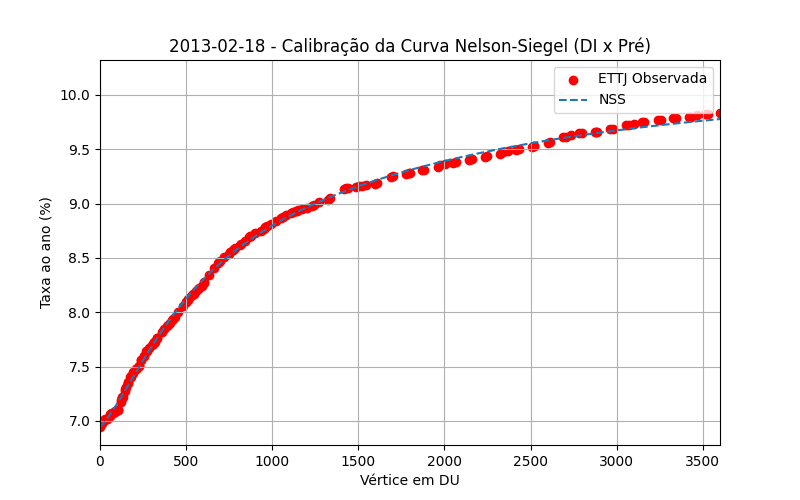 2013-02-18 - Calibração da Curva Nelson-Siegel (DI x Pré)
ETTJ Observada
NSS
10.0
9.5
9.0
8.5
8.0
7.5
7.0
Taxa ao ano (%)
0 500 1000 1500 2000 2500 3000 3500
Vértice em DU